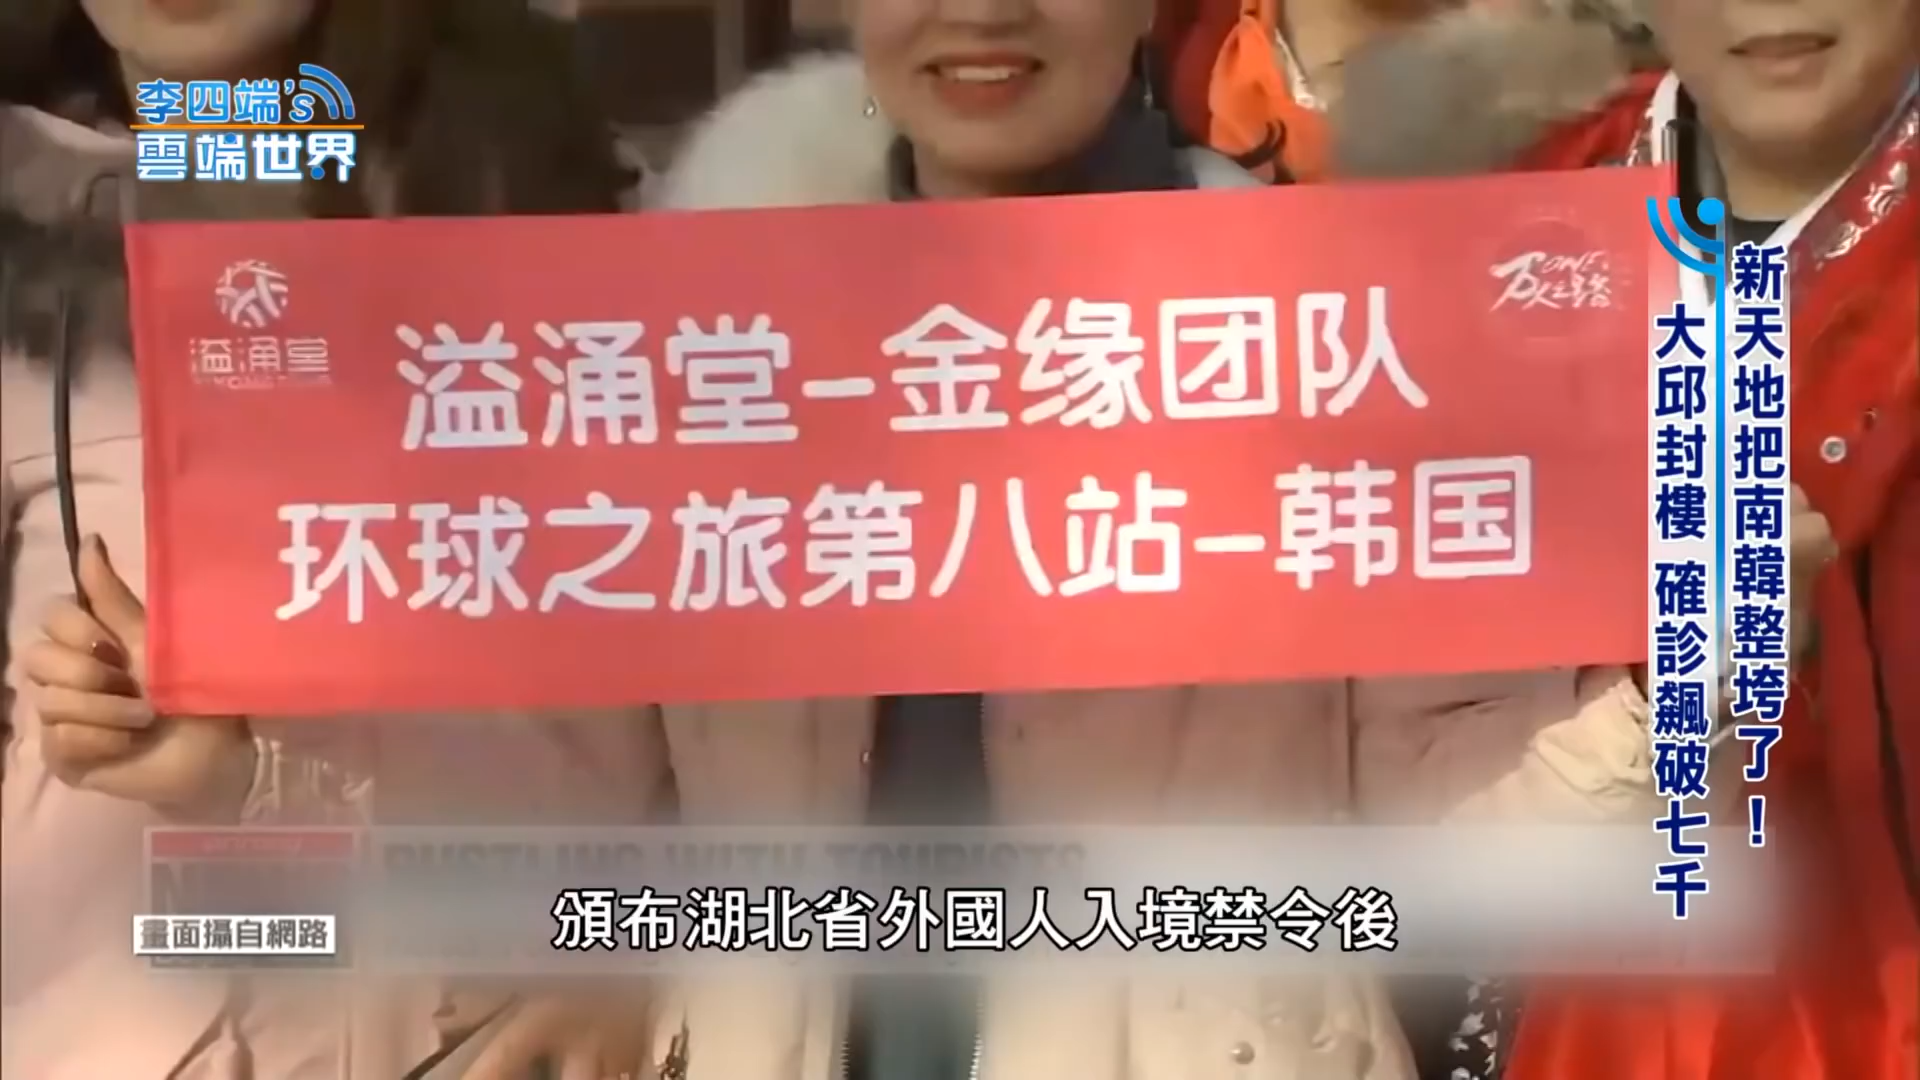 李四端's
雲端世界
溢涌堂
溢涌堂-金缘团队
环球之旅第八站-韩国
新天地把南韓整垮了！
大邱封樓 確診飆破七千
頒布湖北省外國人入境禁令後
畫面攝自網路